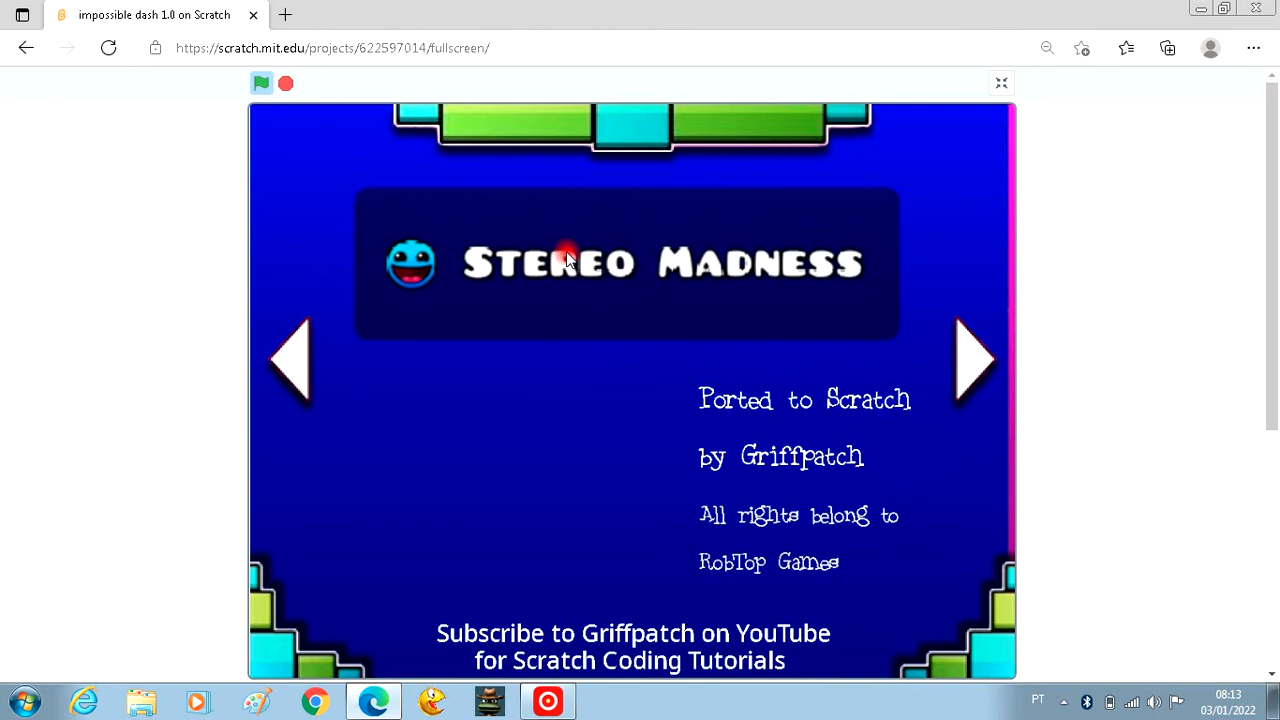 impossible dash 1.0 on Scratch
https://scratch.mit.edu/projects/622597014/fullscreen/
Stereo Madness
Ported to Scratch
by Griffpatch
All rights belong to
RobTop Games
Subscribe to Griffpatch on YouTube
for Scratch Coding Tutorials
PT
08:13
03/01/2022